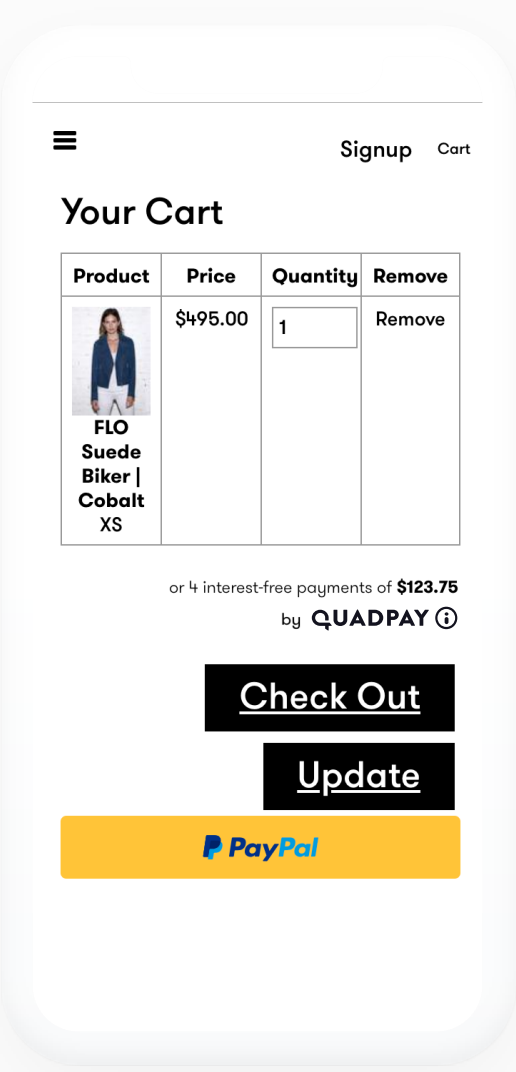 Signup Cart
Your Cart
Product Price Quantity Remove
$495.00 1 Remove
FLO
Suede
Biker |
Cobalt
XS
or 4 interest-free payments of $123.75
by QUADPAY
Check Out
Update
PayPal